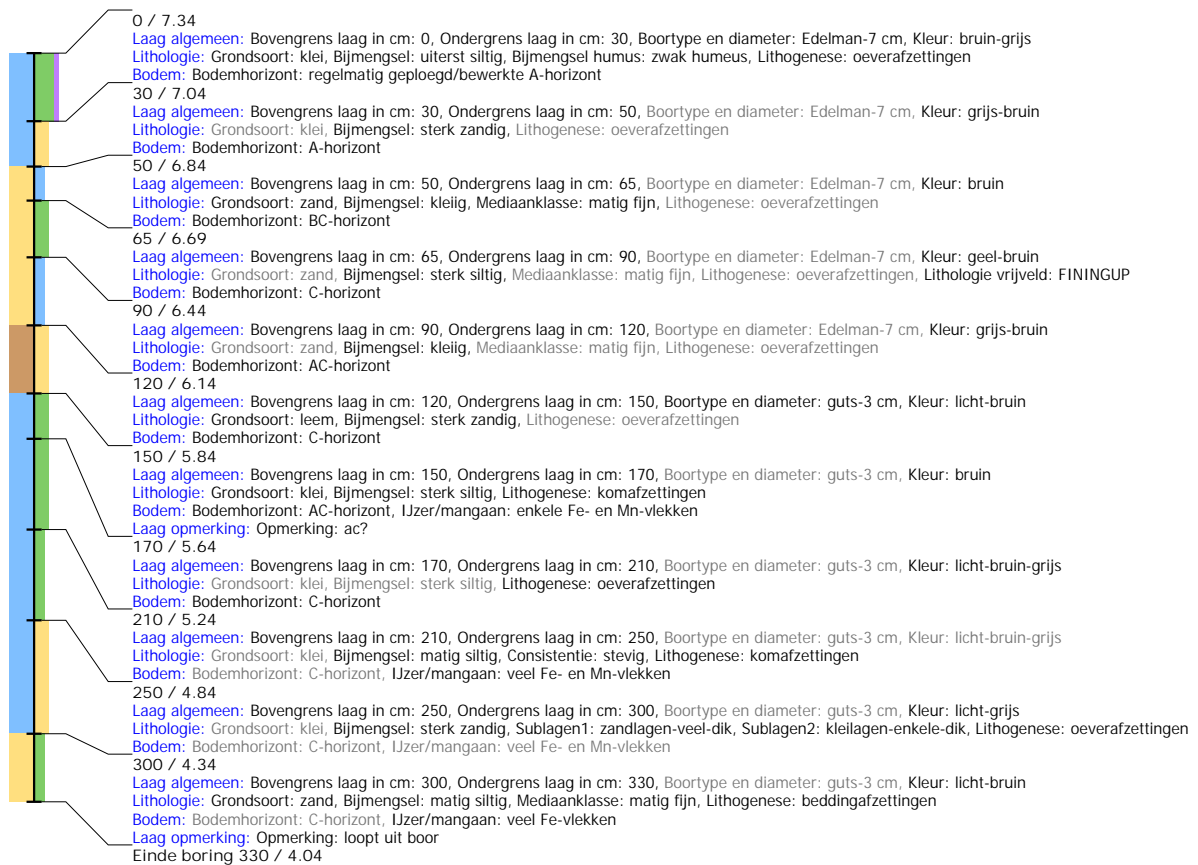 0 / 7.34
Laag algemeen: Bovengrens laag in cm: 0, Ondergrens laag in cm: 30, Boortype en diameter: Edelman-7 cm, Kleur: bruin-grijs
Lithologie: Grondsoort: klei, Bijmengsel: uiterst siltig, Bijmengsel humus: zwak humeus, Lithogenese: oeverafzettingen
Bodem: Bodemhorizont: regelmatig geploegd/bewerkte A-horizont
30 / 7.04
Laag algemeen: Bovengrens laag in cm: 30, Ondergrens laag in cm: 50, Boortype en diameter: Edelman-7 cm, Kleur: grijs-bruin
Lithologie: Grondsoort: klei, Bijmengsel: sterk zandig, Lithogenese: oeverafzettingen
Bodem: Bodemhorizont: A-horizont
50 / 6.84
Laag algemeen: Bovengrens laag in cm: 50, Ondergrens laag in cm: 65, Boortype en diameter: Edelman-7 cm, Kleur: bruin
Lithologie: Grondsoort: zand, Bijmengsel: kleiig, Mediaanklasse: matig fijn, Lithogenese: oeverafzettingen
Bodem: Bodemhorizont: BC-horizont
65 / 6.69
Laag algemeen: Bovengrens laag in cm: 65, Ondergrens laag in cm: 90, Boortype en diameter: Edelman-7 cm, Kleur: geel-bruin
Lithologie: Grondsoort: zand, Bijmengsel: sterk siltig, Mediaanklasse: matig fijn, Lithogenese: oeverafzettingen, Lithologie vrijveld: FININGUP
Bodem: Bodemhorizont: C-horizont
90 / 6.44
Laag algemeen: Bovengrens laag in cm: 90, Ondergrens laag in cm: 120, Boortype en diameter: Edelman-7 cm, Kleur: grijs-bruin
Lithologie: Grondsoort: zand, Bijmengsel: kleiig, Mediaanklasse: matig fijn, Lithogenese: oeverafzettingen
Bodem: Bodemhorizont: AC-horizont
120 / 6.14
Laag algemeen: Bovengrens laag in cm: 120, Ondergrens laag in cm: 150, Boortype en diameter: guts-3 cm, Kleur: licht-bruin
Lithologie: Grondsoort: leem, Bijmengsel: sterk zandig, Lithogenese: oeverafzettingen
Bodem: Bodemhorizont: C-horizont
150 / 5.84
Laag algemeen: Bovengrens laag in cm: 150, Ondergrens laag in cm: 170, Boortype en diameter: guts-3 cm, Kleur: bruin
Lithologie: Grondsoort: klei, Bijmengsel: sterk siltig, Lithogenese: komafzettingen
Bodem: Bodemhorizont: AC-horizont, IJzer/mangaan: enkele Fe- en Mn-vlekken
Laag opmerking: Opmerking: ac?
170 / 5.64
Laag algemeen: Bovengrens laag in cm: 170, Ondergrens laag in cm: 210, Boortype en diameter: guts-3 cm, Kleur: licht-bruin-grijs
Lithologie: Grondsoort: klei, Bijmengsel: sterk siltig, Lithogenese: oeverafzettingen
Bodem: Bodemhorizont: C-horizont
210 / 5.24
Laag algemeen: Bovengrens laag in cm: 210, Ondergrens laag in cm: 250, Boortype en diameter: guts-3 cm, Kleur: licht-bruin-grijs
Lithologie: Grondsoort: klei, Bijmengsel: matig siltig, Consistentie: stevig, Lithogenese: komafzettingen
Bodem: Bodemhorizont: C-horizont, IJzer/mangaan: veel Fe- en Mn-vlekken
250 / 4.84
Laag algemeen: Bovengrens laag in cm: 250, Ondergrens laag in cm: 300, Boortype en diameter: guts-3 cm, Kleur: licht-grijs
Lithologie: Grondsoort: klei, Bijmengsel: sterk zandig, Sublagen1: zandlagen-veel-dik, Sublagen2: kleilagen-enkele-dik, Lithogenese: oeverafzettingen
Bodem: Bodemhorizont: C-horizont, IJzer/mangaan: veel Fe- en Mn-vlekken
300 / 4.34
Laag algemeen: Bovengrens laag in cm: 300, Ondergrens laag in cm: 330, Boortype en diameter: guts-3 cm, Kleur: licht-bruin
Lithologie: Grondsoort: zand, Bijmengsel: matig siltig, Mediaanklasse: matig fijn, Lithogenese: beddingafzettingen
Bodem: Bodemhorizont: C-horizont, IJzer/mangaan: veel Fe-vlekken
Laag opmerking: Opmerking: loopt uit boor
Einde boring 330 / 4.04